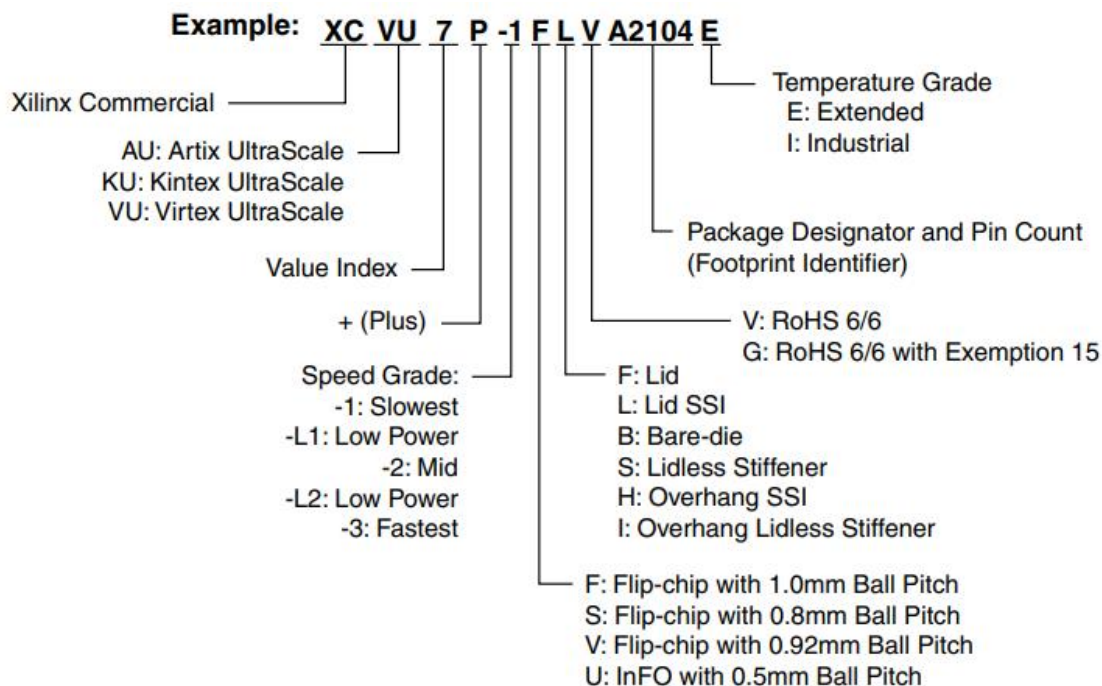 Example: XC VU 7 P -1 F L V A2104 E
Xilinx Commercial
AU: Artix UltraScale
KU: Kintex UltraScale
VU: Virtex UltraScale
Value Index
+ (Plus)
Speed Grade:
-1: Slowest
-L1: Low Power
-2: Mid
-L2: Low Power
-3: Fastest
Temperature Grade
E: Extended
I: Industrial
Package Designator and Pin Count
(Footprint Identifier)
V: RoHS 6/6
G: RoHS 6/6 with Exemption 15
F: Lid
L: Lid SSI
B: Bare-die
S: Lidless Stiffener
H: Overhang SSI
I: Overhang Lidless Stiffener
F: Flip-chip with 1.0mm Ball Pitch
S: Flip-chip with 0.8mm Ball Pitch
V: Flip-chip with 0.92mm Ball Pitch
U: InFO with 0.5mm Ball Pitch